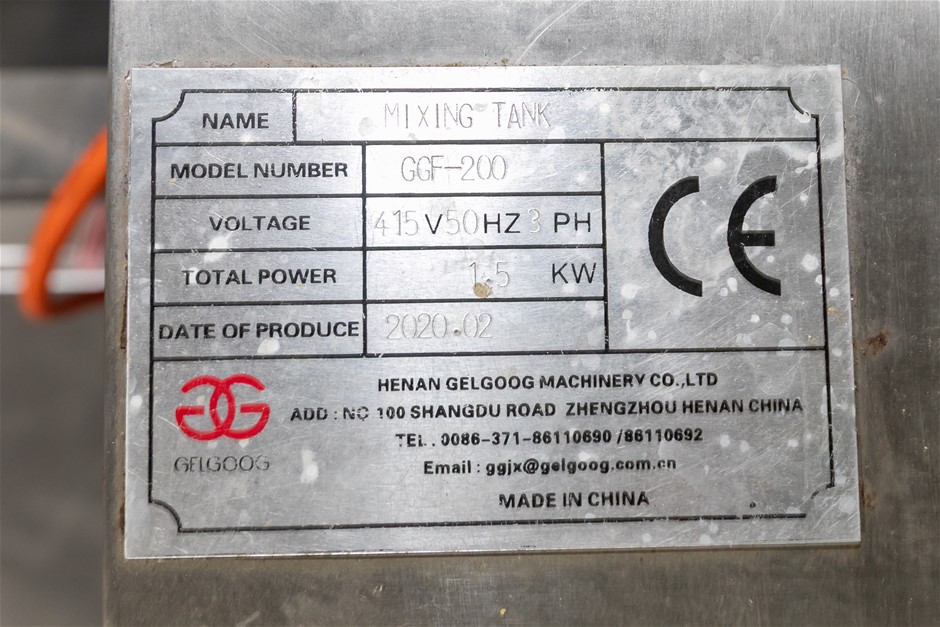 NAME MIXING TANK
MODEL NUMBER GGF-200
VOLTAGE 415V50HZ 3 PH
TOTAL POWER 1.5 KW
DATE OF PRODUCE 2020.02
CE
HENAN GELGOOG MACHINERY CO.,LTD
ADD : NO 100 SHANGDU ROAD ZHENGZHOU HENAN CHINA
TEL . 0086-371-86110690 /86110692
GELGOOG
Email : ggjx@gelgoog.com.cn
MADE IN CHINA